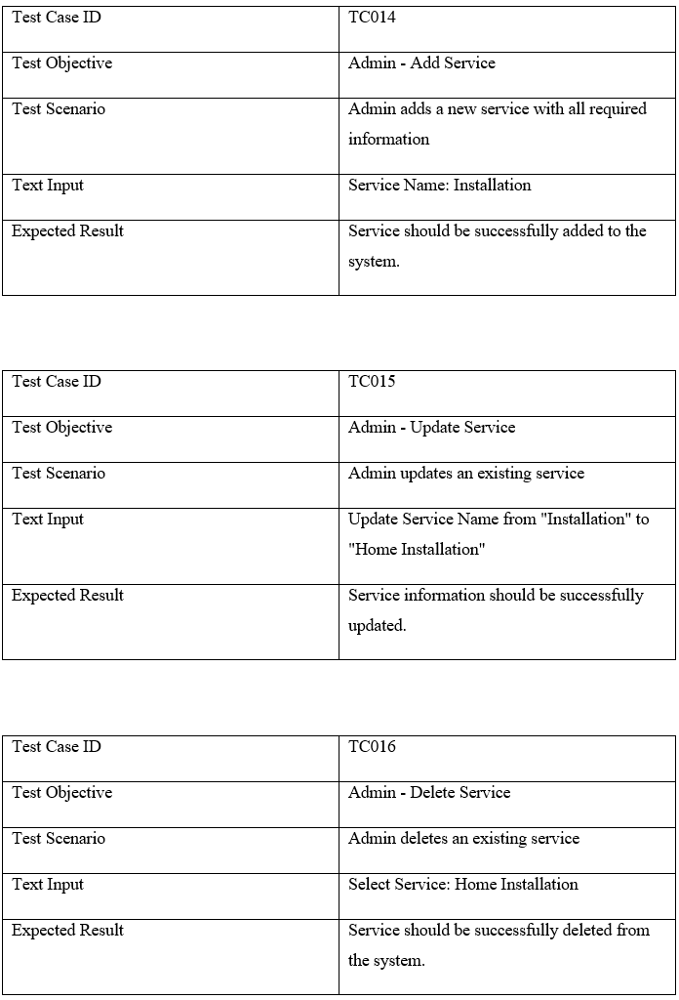 Test Case ID TC014
Test Objective Admin - Add Service
Test Scenario Admin adds a new service with all required
information
Text Input Service Name: Installation
Expected Result Service should be successfully added to the
system.
Test Case ID TC015
Test Objective Admin - Update Service
Test Scenario Admin updates an existing service
Text Input Update Service Name from "Installation" to
"Home Installation"
Expected Result Service information should be successfully
updated.
Test Case ID TC016
Test Objective Admin - Delete Service
Test Scenario Admin deletes an existing service
Text Input Select Service: Home Installation
Expected Result Service should be successfully deleted from
the system.